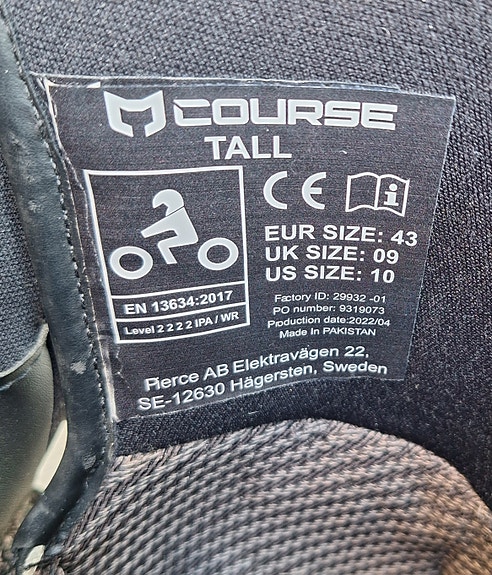 COURSE
TALL
CE
EUR SIZE: 43
UK SIZE: 09
US SIZE: 10
EN 13634:2017
Level 2 2 2 2 IPA / WR
Factory ID: 29932 -01
PO number: 9319073
Production date:2022/04
Made In PAKISTAN
Pierce AB Elektravägen 22,
SE-12630 Hägersten, Sweden